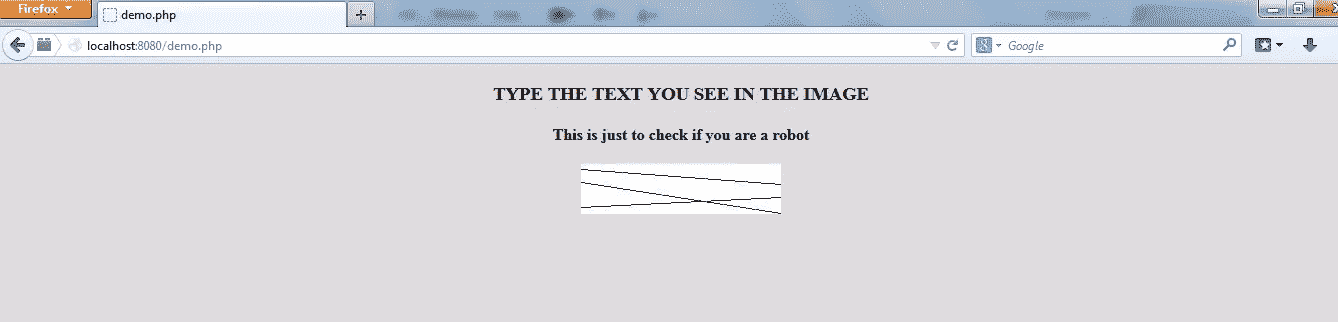 Firefox
demo.php
localhost:8080/demo.php
Google
TYPE THE TEXT YOU SEE IN THE IMAGE
This is just to check if you are a robot